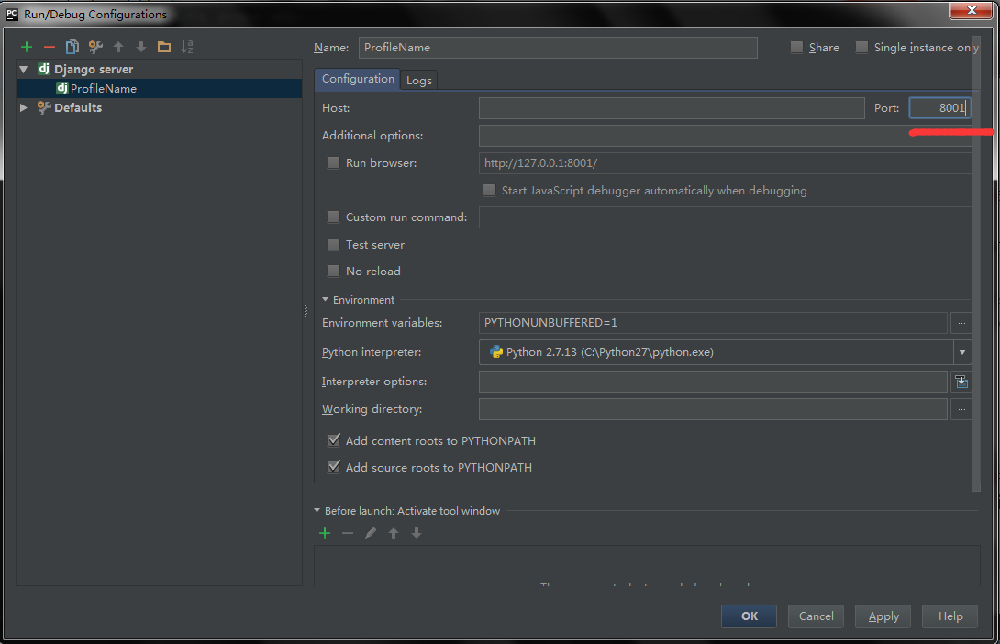 PC Run/Debug Configurations
Name: ProfileName Share Single instance only
dj Django server
dj ProfileName
Defaults
Configuration Logs
Host: Port: 8001
Additional options:
Run browser: http://127.0.0.1:8001/
Start JavaScript debugger automatically when debugging
Custom run command:
Test server
No reload
Environment
Environment variables: PYTHONUNBUFFERED=1 ...
Python interpreter: Python 2.7.13 (C:\Python27\python.exe)
Interpreter options:
Working directory: ...
Add content roots to PYTHONPATH
Add source roots to PYTHONPATH
Before launch: Activate tool window
OK Cancel Apply Help